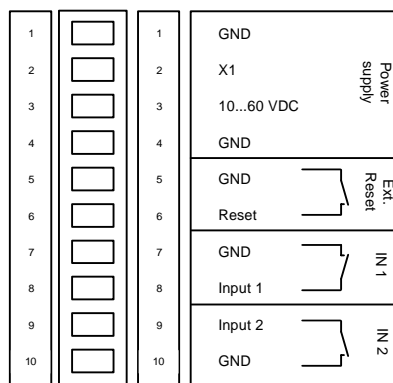 1 1 GND
2 2 X1
3 3 10...60 VDC
4 4 GND
Power
supply
5 5 GND
6 6 Reset
Ext.
Reset
7 7 GND
8 8 Input 1
IN 1
9 9 Input 2
10 10 GND
IN 2